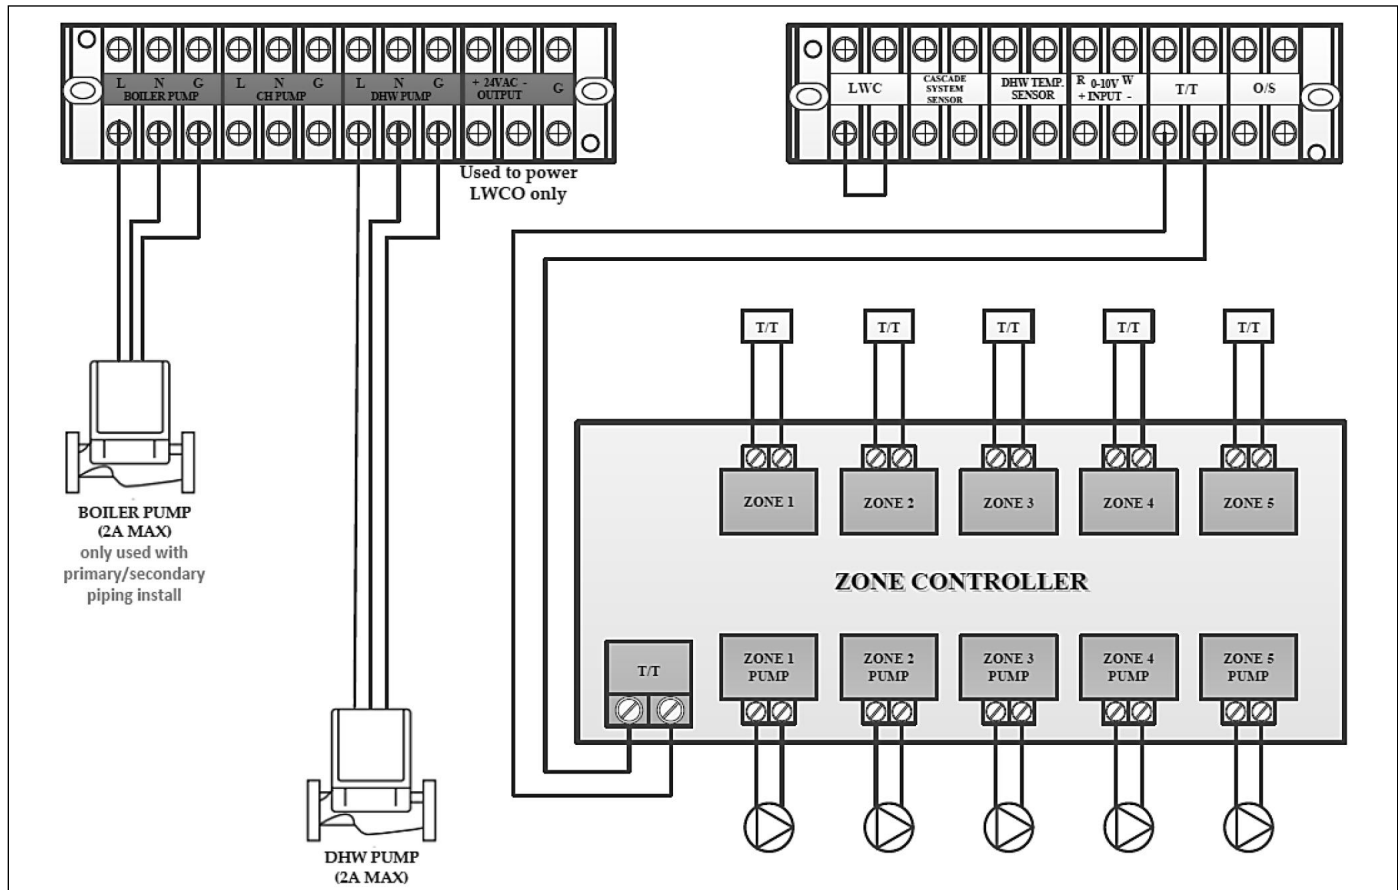 L N G L N G L N G + 24VAC - G
BOILER PUMP CH PUMP DHW PUMP OUTPUT
Used to power
LWCO only
LWC
CASCADE
SYSTEM
SENSOR
DHW TEMP.
SENSOR
R 0-10V W
+ INPUT -
T/T
O/S
BOILER PUMP
(2A MAX)
only used with
primary/secondary
piping install
DHW PUMP
(2A MAX)
T/T T/T T/T T/T T/T
ZONE 1 ZONE 2 ZONE 3 ZONE 4 ZONE 5
ZONE CONTROLLER
T/T
ZONE 1
PUMP
ZONE 2
PUMP
ZONE 3
PUMP
ZONE 4
PUMP
ZONE 5
PUMP